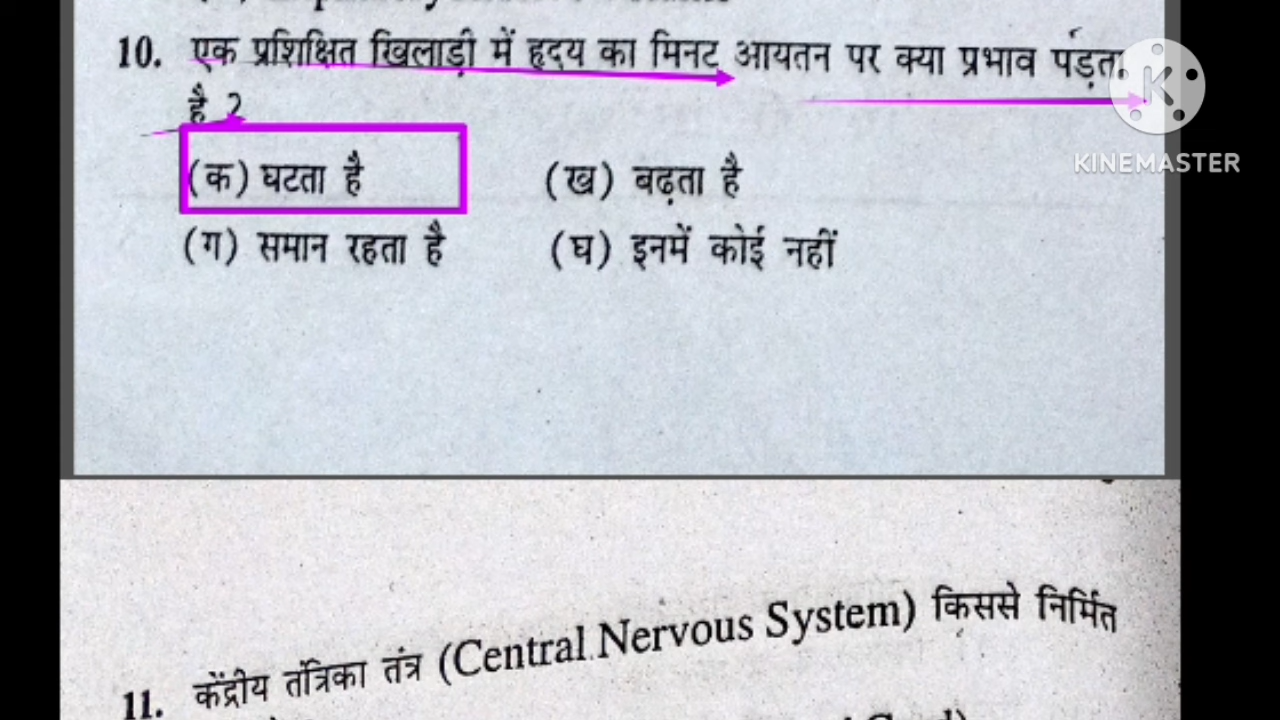 10. एक प्रशिक्षित खिलाड़ी में हृदय का मिनट आयतन पर क्या प्रभाव पड़ता
है ?
(क) घटता है (ख) बढ़ता है
(ग) समान रहता है (घ) इनमें कोई नहीं
K
KINEMASTER
11. केंद्रीय तंत्रिका तंत्र (Central Nervous System) किससे निर्मित